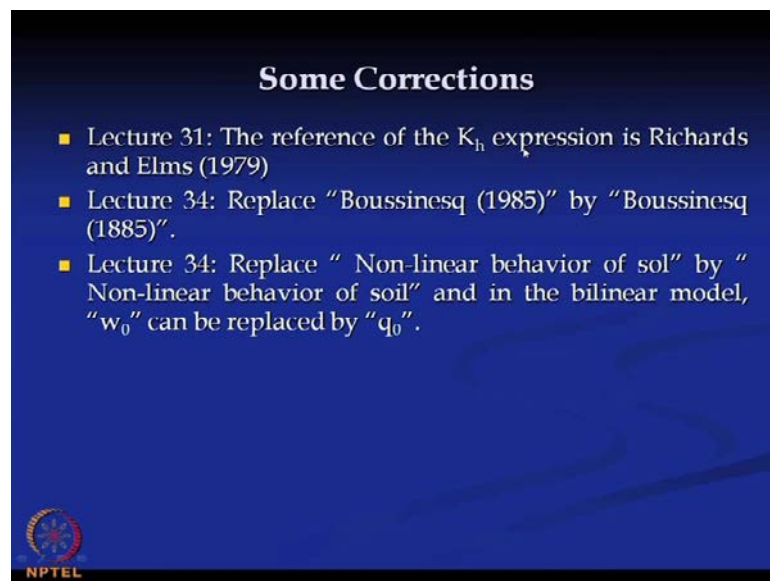 Some Corrections
Lecture 31: The reference of the Kh expression is Richards
and Elms (1979)
Lecture 34: Replace “Boussinesq (1985)” by “Boussinesq
(1885)”.
Lecture 34: Replace “ Non-linear behavior of sol” by “
Non-linear behavior of soil” and in the bilinear model,
“w0” can be replaced by “q0”.
NPTEL